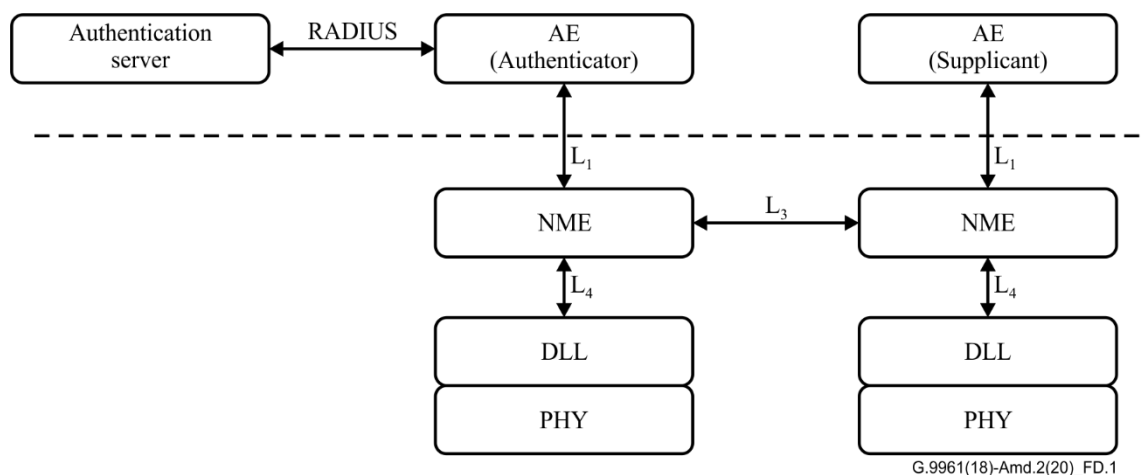 Authentication
server
RADIUS
AE
(Authenticator)
AE
(Supplicant)
L₁
L₁
NME
L₃
NME
L₄
L₄
DLL
DLL
PHY
PHY
G.9961(18)-Amd.2(20)_FD.1